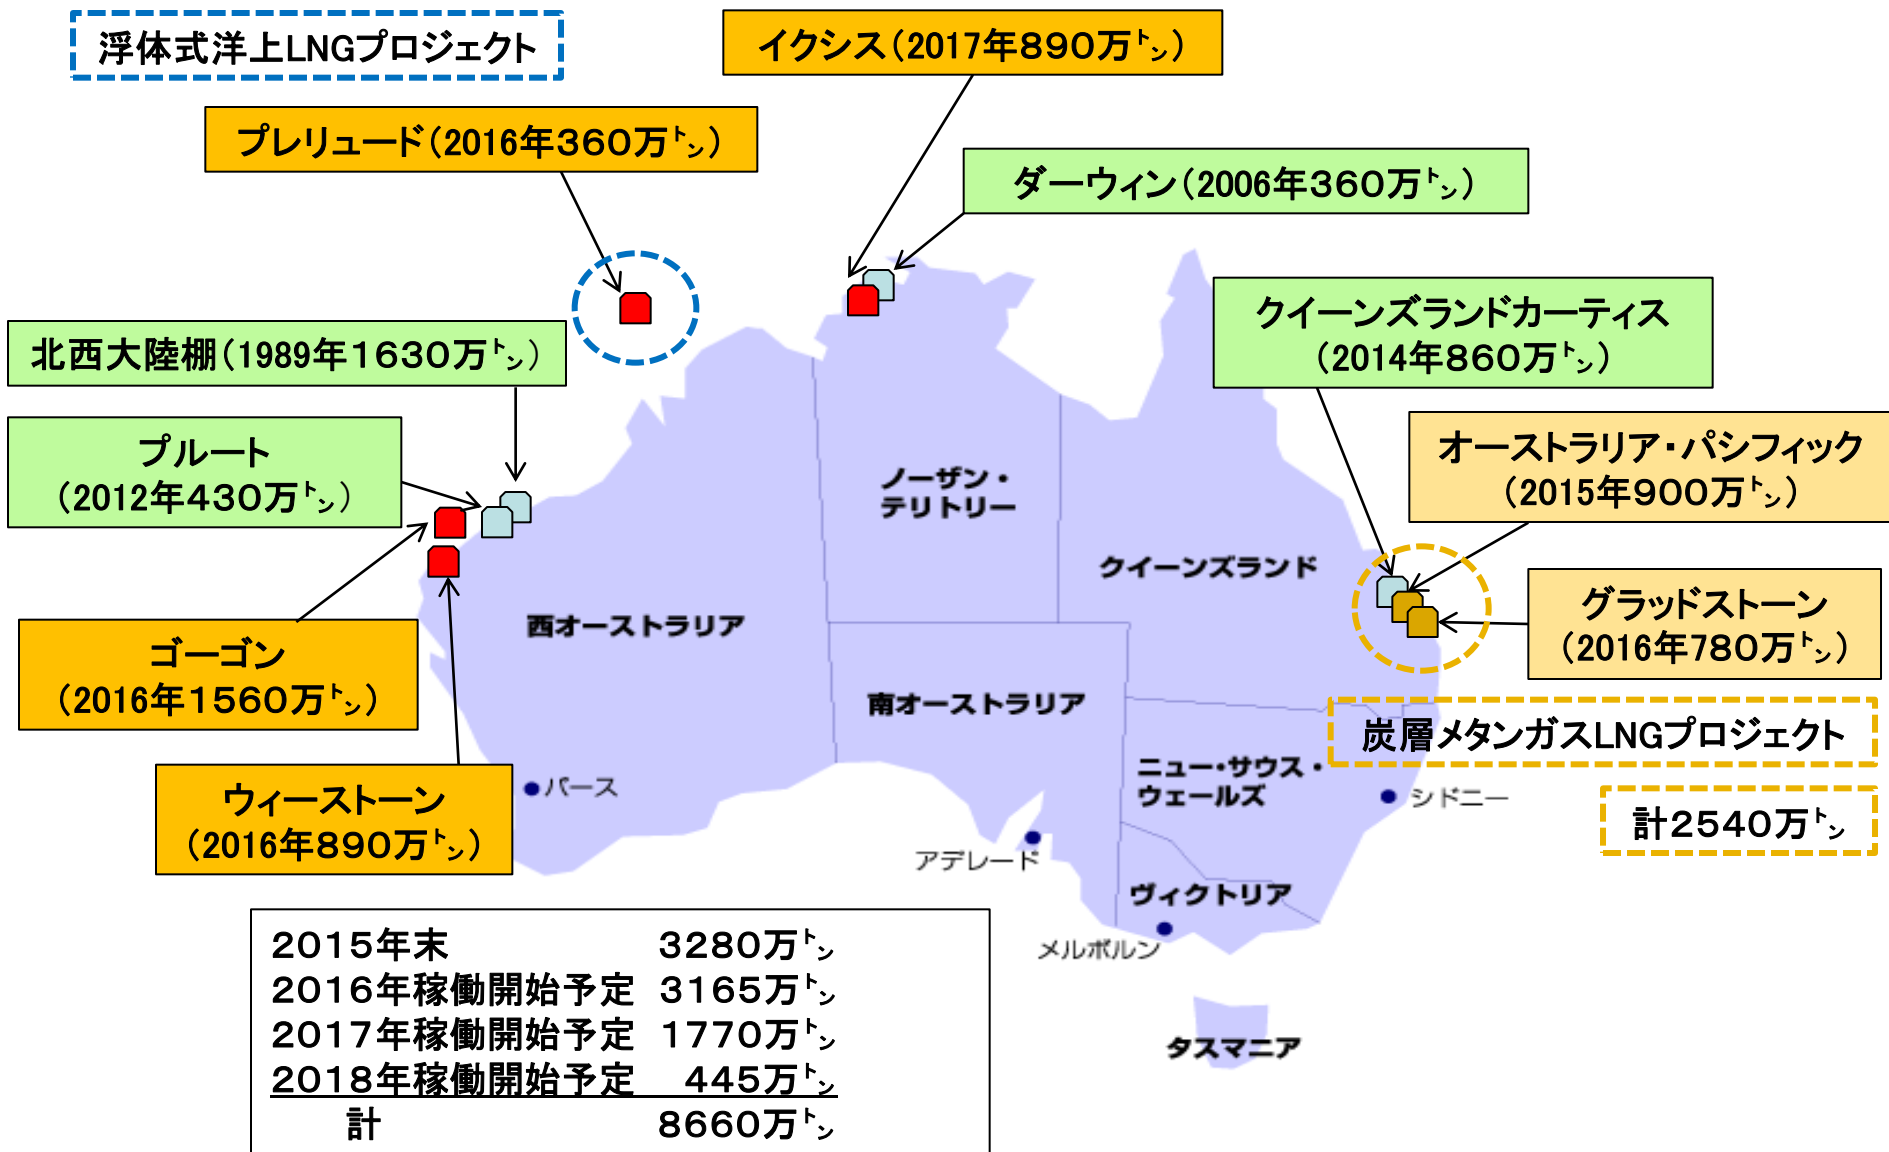 浮体式洋上LNGプロジェクト
イクシス(2017年890万㌧)
プレリュード(2016年360万㌧)
ダーウィン(2006年360万㌧)
クイーンズランドカーティス
(2014年860万㌧)
北西大陸棚(1989年1630万㌧)
プルート
(2012年430万㌧)
オーストラリア・パシフィック
(2015年900万㌧)
ノーザン・
テリトリー
クイーンズランド
グラッドストーン
(2016年780万㌧)
西オーストラリア
ゴーゴン
(2016年1560万㌧)
南オーストラリア
炭層メタンガスLNGプロジェクト
ニュー・サウス・
ウェールズ
パース
シドニー
計2540万㌧
ウィーストーン
(2016年890万㌧)
アデレード
ヴィクトリア
メルボルン
タスマニア
2015年末 3280万㌧
2016年稼働開始予定 3165万㌧
2017年稼働開始予定 1770万㌧
2018年稼働開始予定 445万㌧
計 8660万㌧